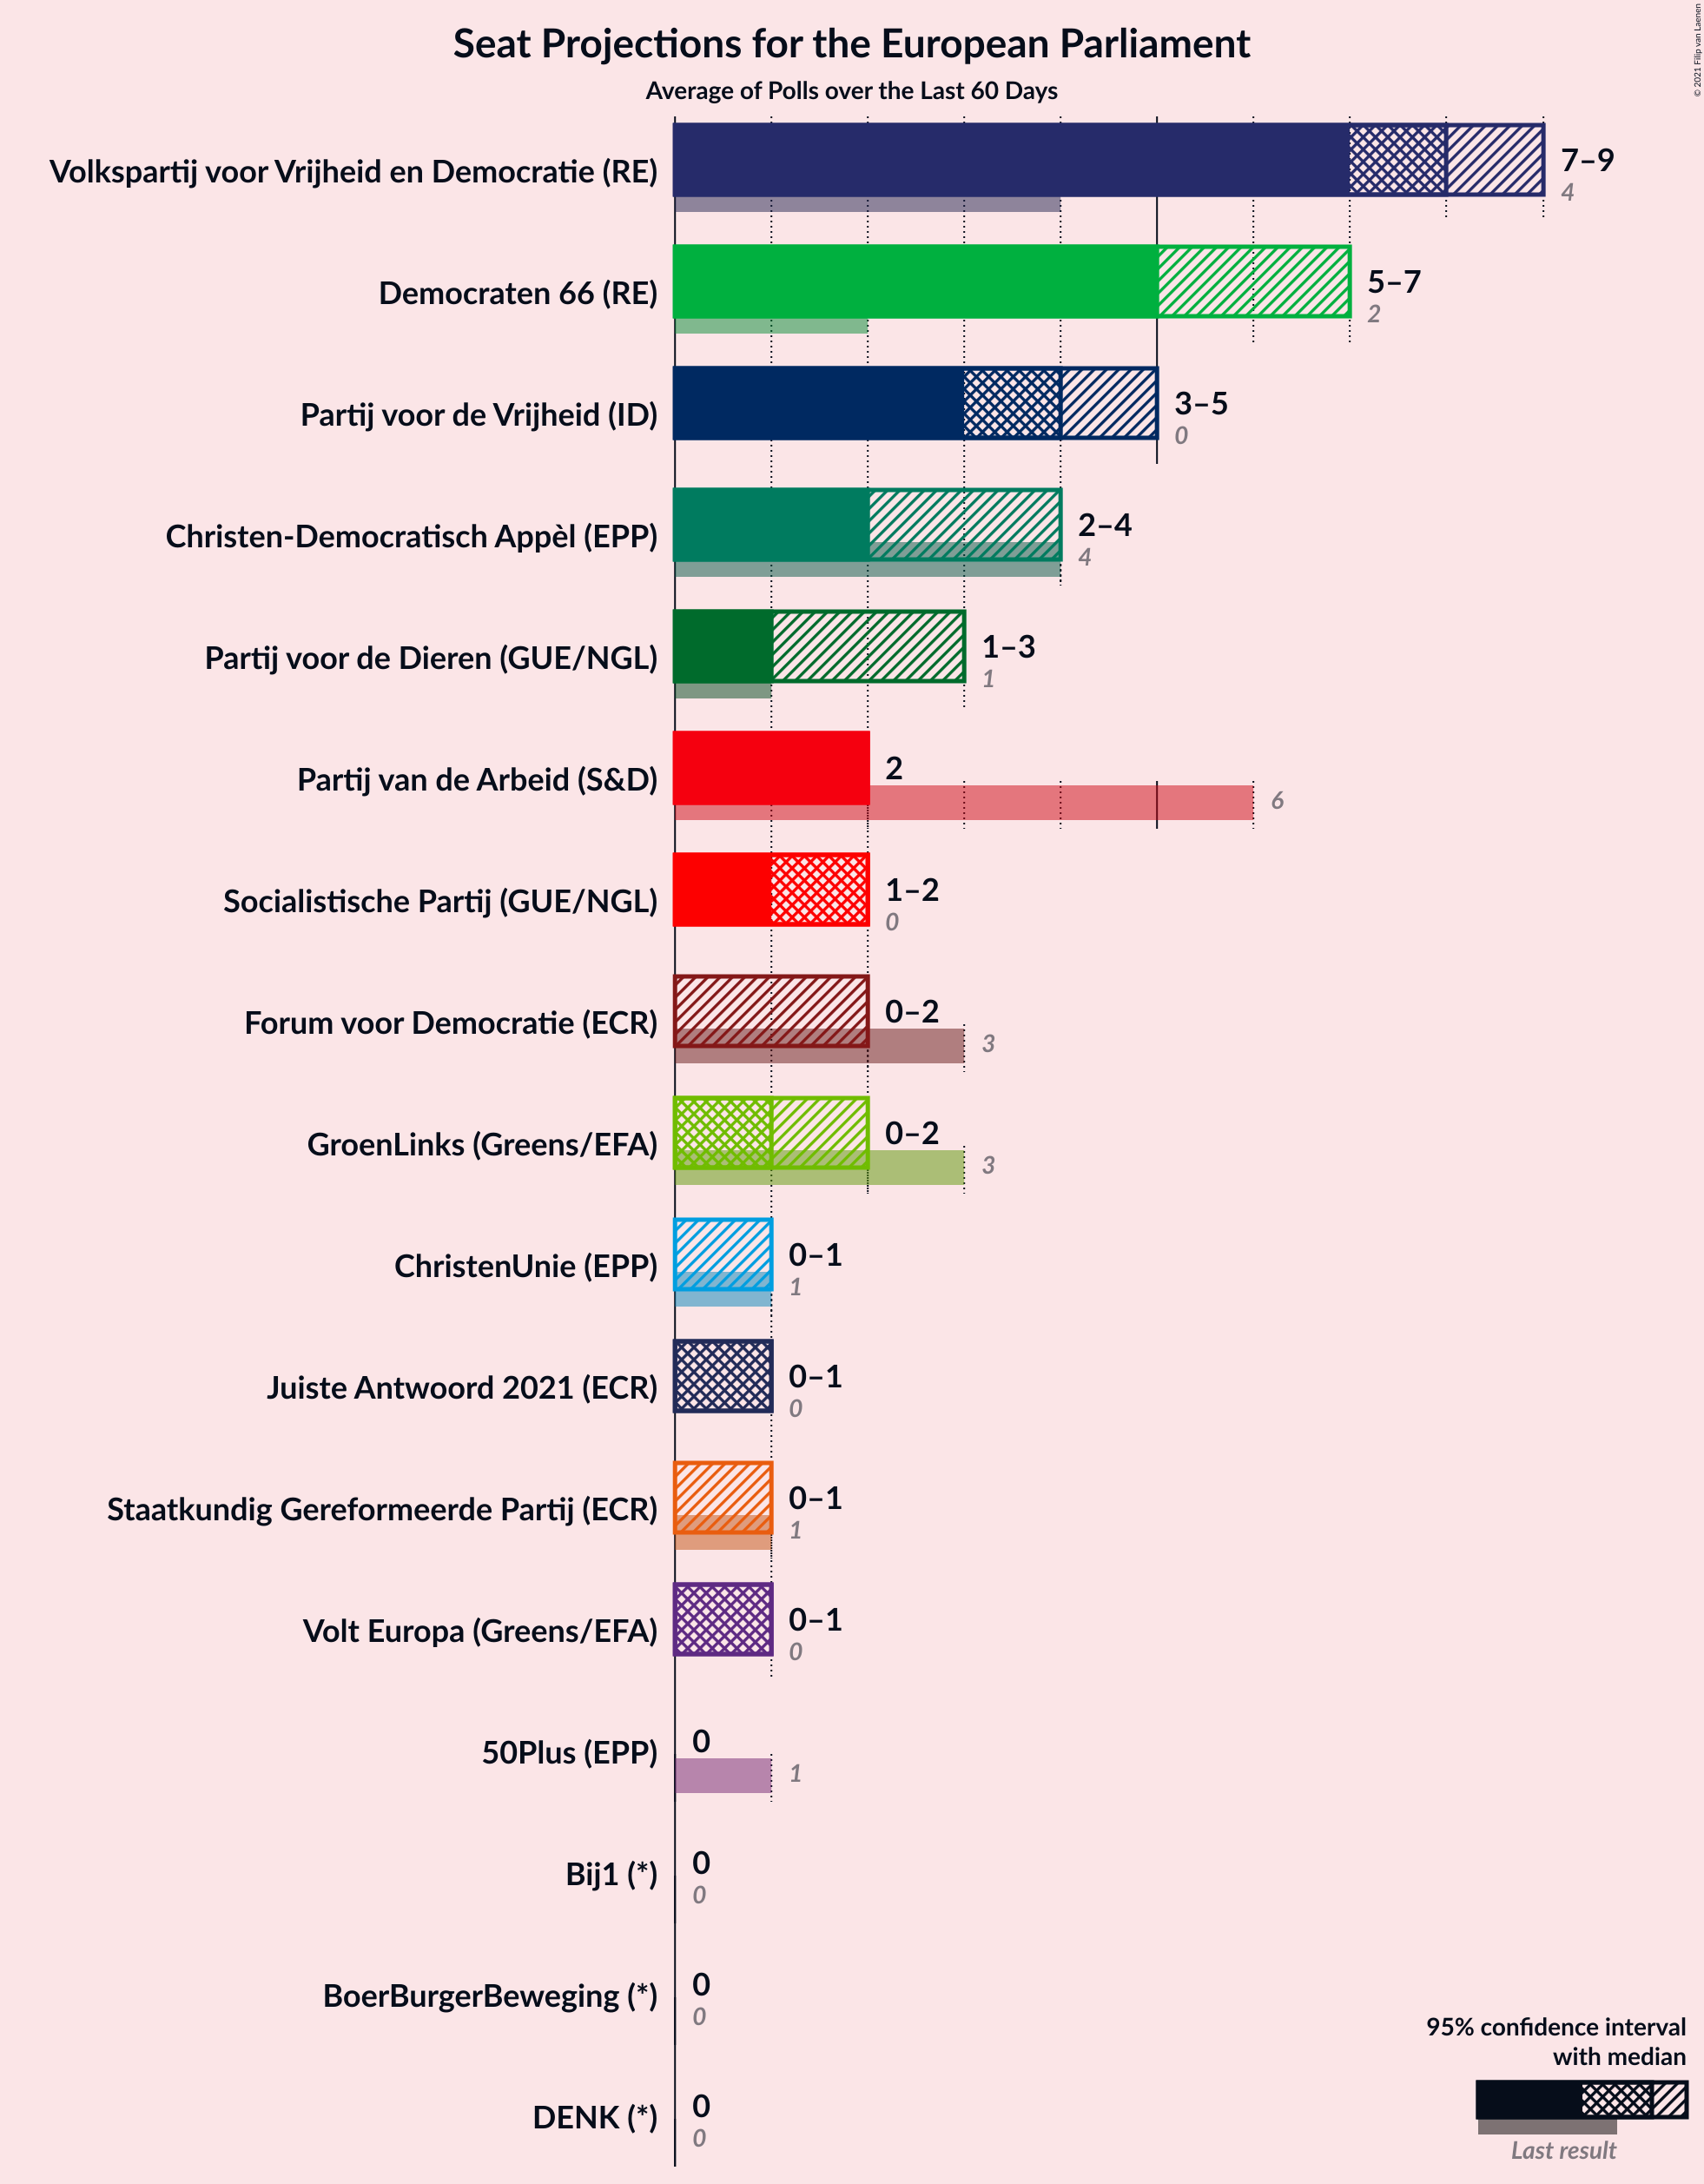 Seat Projections for the European Parliament
Average of Polls over the Last 60 Days
© 2021 Filip van Laenen
Volkspartij voor Vrijheid en Democratie (RE)
7–9
4
Democraten 66 (RE)
5–7
2
Partij voor de Vrijheid (ID)
3–5
0
Christen-Democratisch Appèl (EPP)
2–4
4
Partij voor de Dieren (GUE/NGL)
1–3
1
Partij van de Arbeid (S&D)
2
6
Socialistische Partij (GUE/NGL)
1–2
0
Forum voor Democratie (ECR)
0–2
3
GroenLinks (Greens/EFA)
0–2
3
ChristenUnie (EPP)
0–1
1
Juiste Antwoord 2021 (ECR)
0–1
0
Staatkundig Gereformeerde Partij (ECR)
0–1
1
Volt Europa (Greens/EFA)
0–1
0
50Plus (EPP)
0
1
Bij1 (*)
0
0
BoerBurgerBeweging (*)
0
0
DENK (*)
0
0
95% confidence interval
with median
Last result